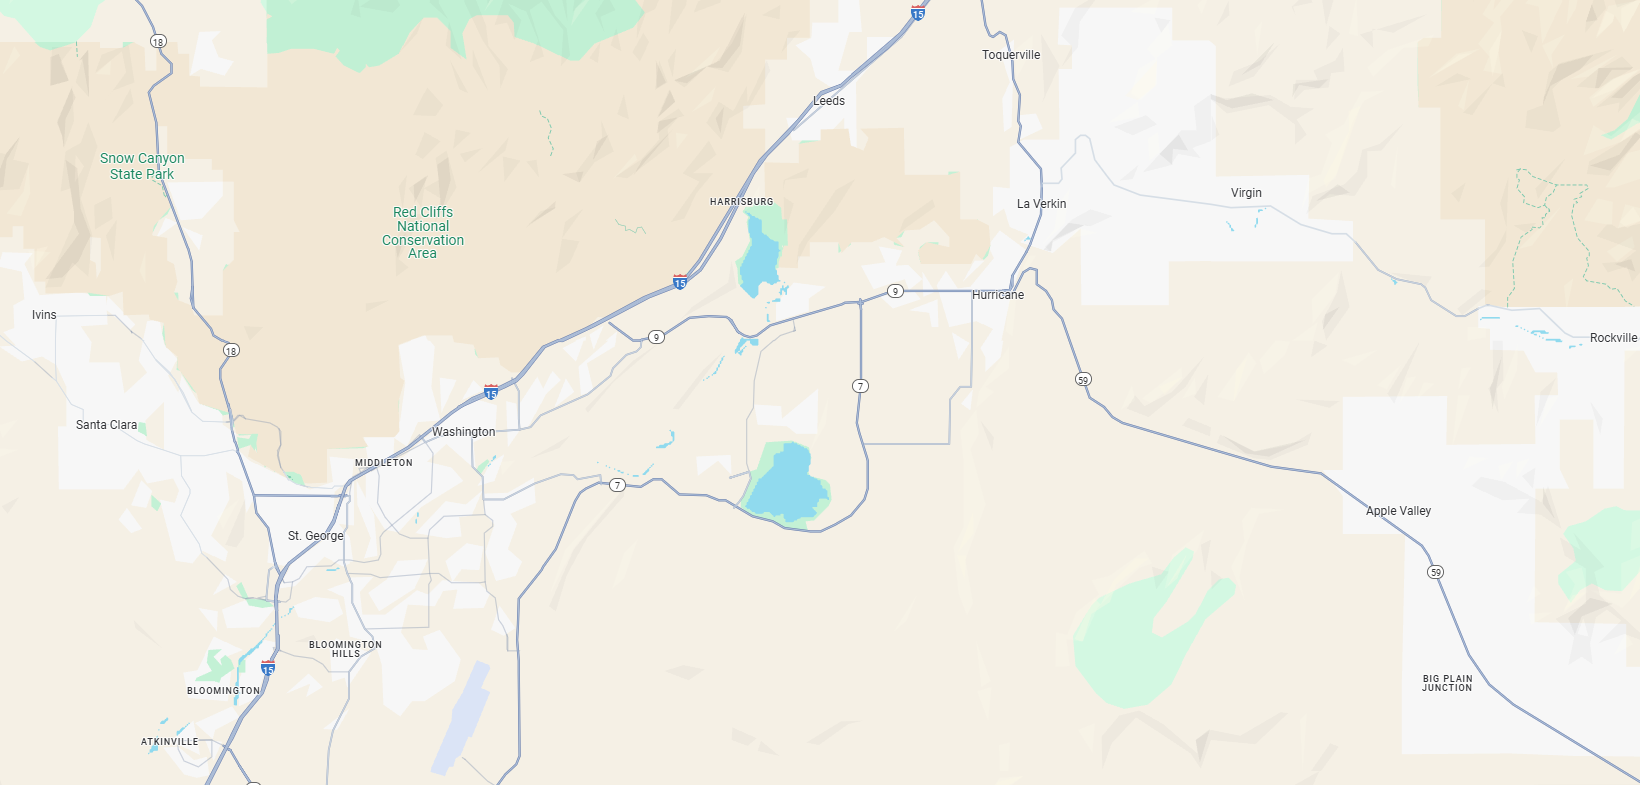 15
Toquerville
18
Leeds
Snow Canyon
State Park
Virgin
HARRISBURG
La Verkin
Red Cliffs
National
Conservation
Area
15
9
Hurricane
Ivins
9
Rockville
18
59
7
15
Santa Clara
Washington
MIDDLETON
7
Apple Valley
St. George
59
BLOOMINGTON
HILLS
15
BIG PLAIN
JUNCTION
BLOOMINGTON
ATKINVILLE